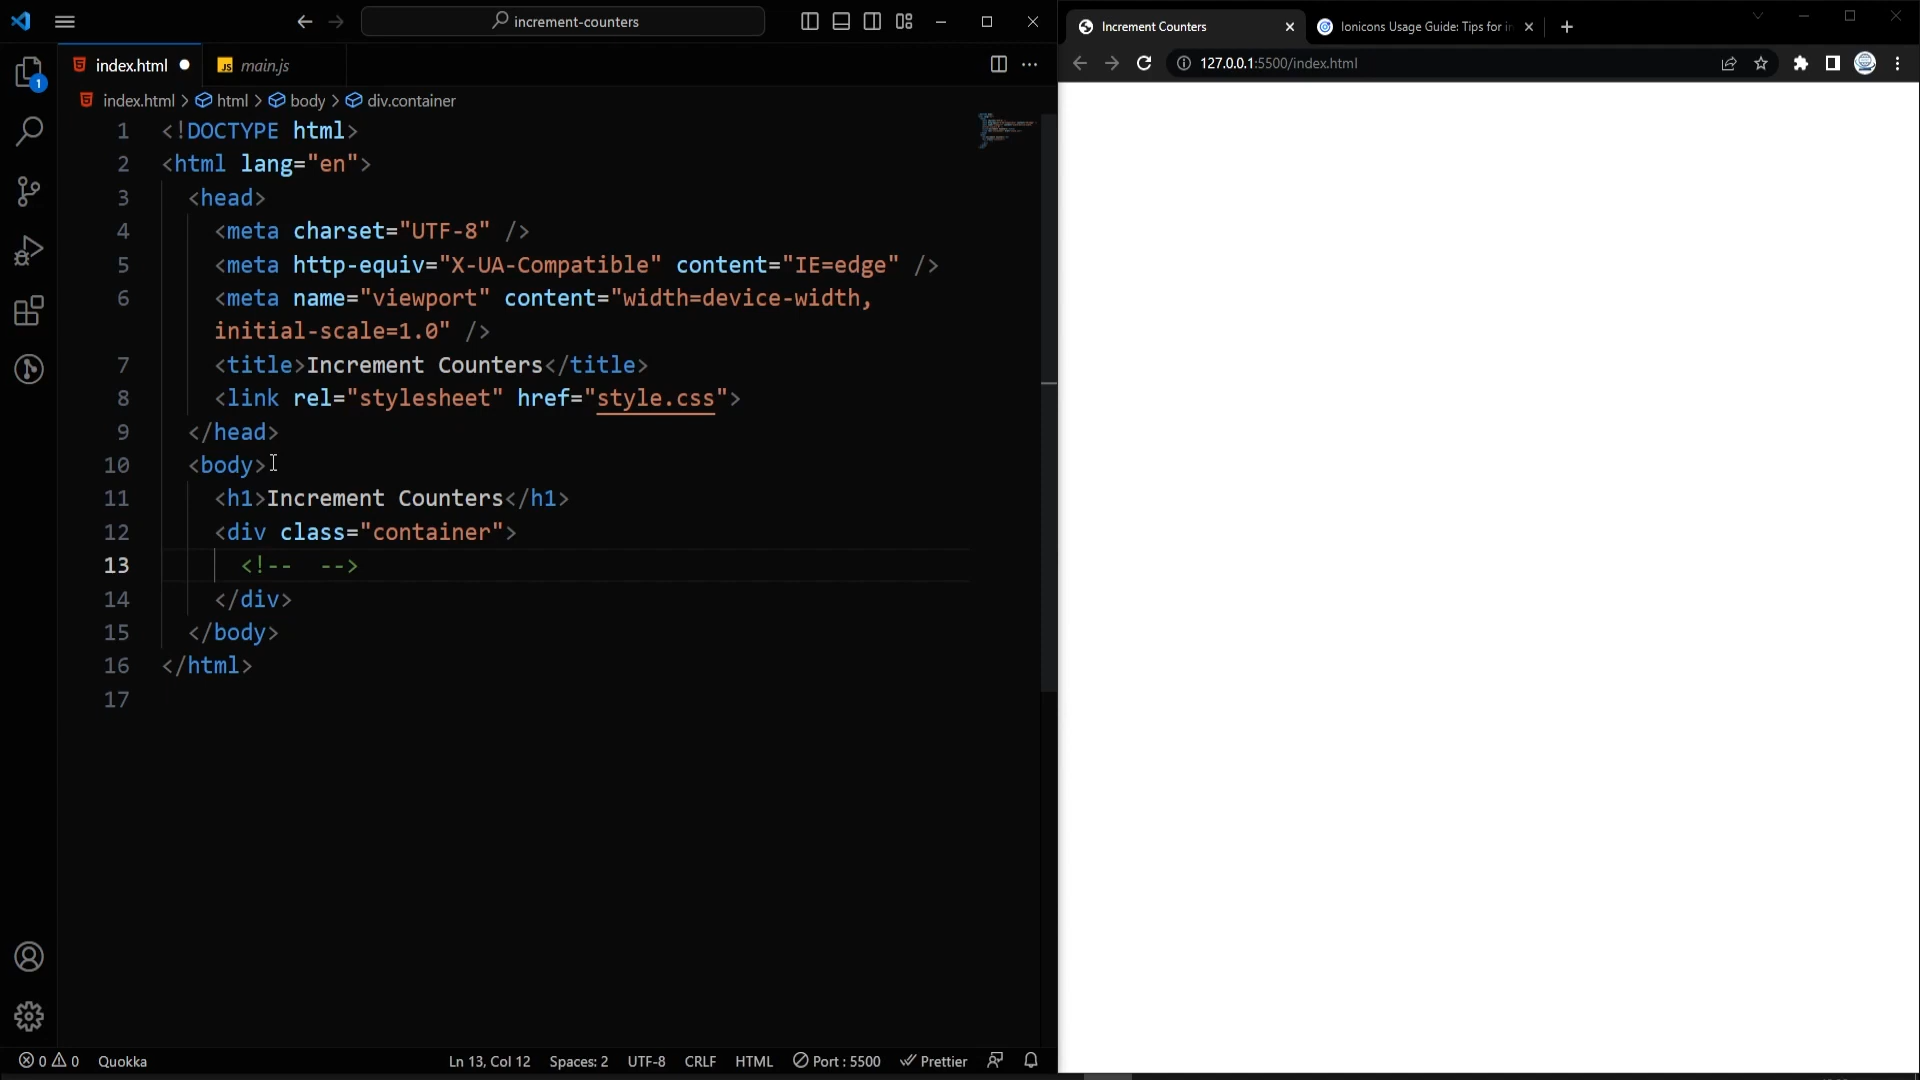 increment-counters
index.html
main.js
index.html > html > body > div.container
1 <!DOCTYPE html>
2 <html lang="en">
3 <head>
4 <meta charset="UTF-8" />
5 <meta http-equiv="X-UA-Compatible" content="IE=edge" />
6 <meta name="viewport" content="width=device-width,
initial-scale=1.0" />
7 <title>Increment Counters</title>
8 <link rel="stylesheet" href="style.css">
9 </head>
10 <body>
11 <h1>Increment Counters</h1>
12 <div class="container">
13 <!--  -->
14 </div>
15 </body>
16 </html>
17
1
JS
0 0 Quokka Ln 13, Col 12 Spaces: 2 UTF-8 CRLF HTML Port : 5500 Prettier
Increment Counters
Ionicons Usage Guide: Tips for in
127.0.0.1:5500/index.html